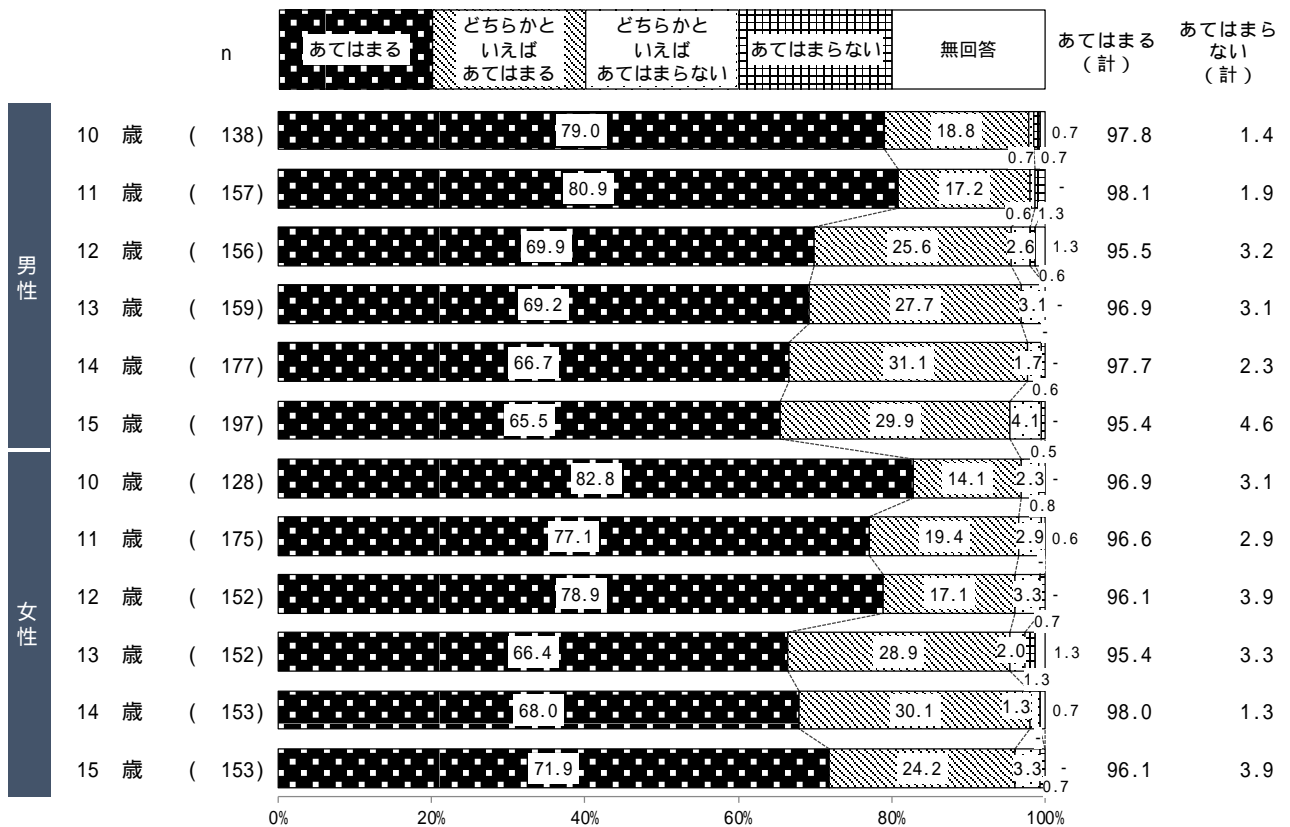 n
あてはまる
どちらかと
いえば
あてはまる
どちらかと
いえば
あてはまらない
あてはまらない
無回答
あてはまる
(計)
あてはまら
ない
(計)
男性
10 歳 ( 138) 79.0 18.8 0.7 97.8 1.4
0.7 0.7
11 歳 ( 157) 80.9 17.2 - 98.1 1.9
0.6 1.3
12 歳 ( 156) 69.9 25.6 2.6 1.3 95.5 3.2
0.6
13 歳 ( 159) 69.2 27.7 3.1 - 96.9 3.1
-
14 歳 ( 177) 66.7 31.1 1.7 - 97.7 2.3
0.6
15 歳 ( 197) 65.5 29.9 4.1 - 95.4 4.6
0.5
女性
10 歳 ( 128) 82.8 14.1 2.3 - 96.9 3.1
0.8
11 歳 ( 175) 77.1 19.4 2.9 0.6 96.6 2.9
-
12 歳 ( 152) 78.9 17.1 3.3 - 96.1 3.9
0.7
13 歳 ( 152) 66.4 28.9 2.0 1.3 95.4 3.3
1.3
14 歳 ( 153) 68.0 30.1 1.3 0.7 98.0 1.3
-
15 歳 ( 153) 71.9 24.2 3.3 - 96.1 3.9
0.7
0% 20% 40% 60% 80% 100%